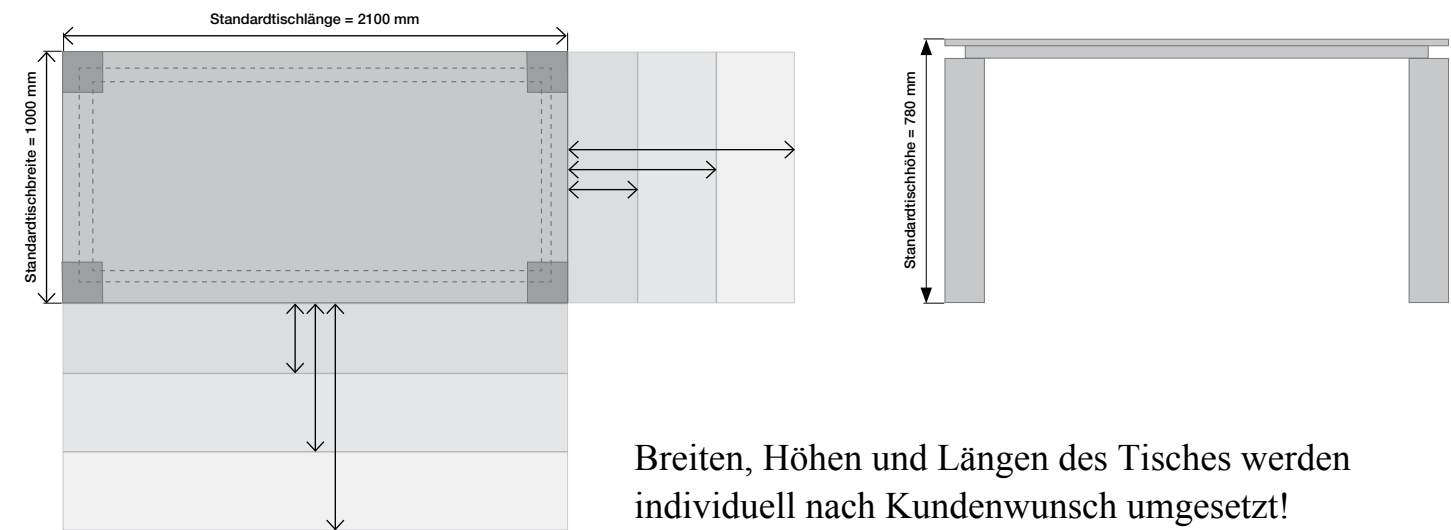 Standardtischlänge = 2100 mm
Standardtischbreite = 1000 mm
Standardtischhöhe = 780 mm
Breiten, Höhen und Längen des Tisches werden
individuell nach Kundenwunsch umgesetzt!